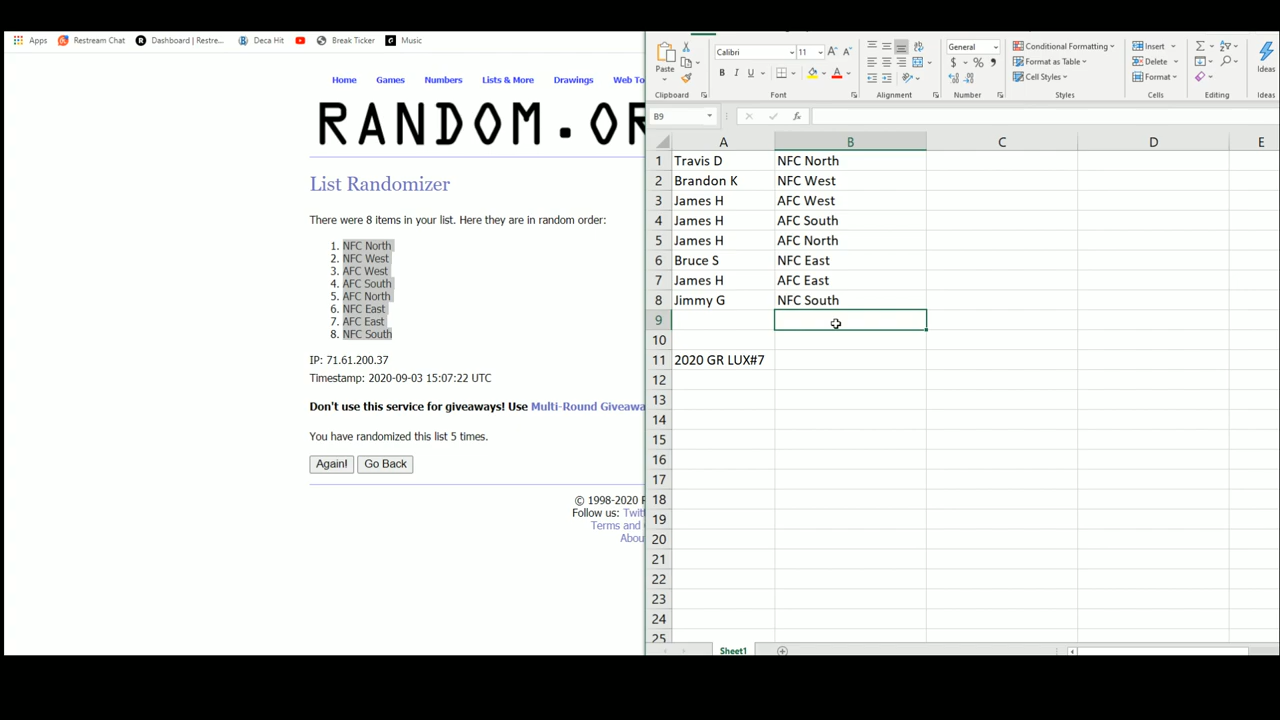 Apps Restream Chat Dashboard | Restre... Deca Hit Break Ticker Music
Home Games Numbers Lists & More Drawings Web To
RANDOM.OR
List Randomizer
There were 8 items in your list. Here they are in random order:
1. NFC North
2. NFC West
3. AFC West
4. AFC South
5. AFC North
6. NFC East
7. AFC East
8. NFC South
IP: 71.61.200.37
Timestamp: 2020-09-03 15:07:22 UTC
Don't use this service for giveaways! Use Multi-Round Giveawa
You have randomized this list 5 times.
Again! Go Back
© 1998-2020 R
Follow us: Twitt
Terms and
Abou
Paste
Calibri 11
B I U
General
$ % ,
Conditional Formatting
Format as Table
Cell Styles
Insert
Delete
Format
Ideas
Clipboard Font Alignment Number Styles Cells Editing Ideas
B9 fx
A B C D E
1 Travis D NFC North
2 Brandon K NFC West
3 James H AFC West
4 James H AFC South
5 James H AFC North
6 Bruce S NFC East
7 James H AFC East
8 Jimmy G NFC South
9
10
11 2020 GR LUX#7
12
13
14
15
16
17
18
19
20
21
22
23
24
25
Sheet1